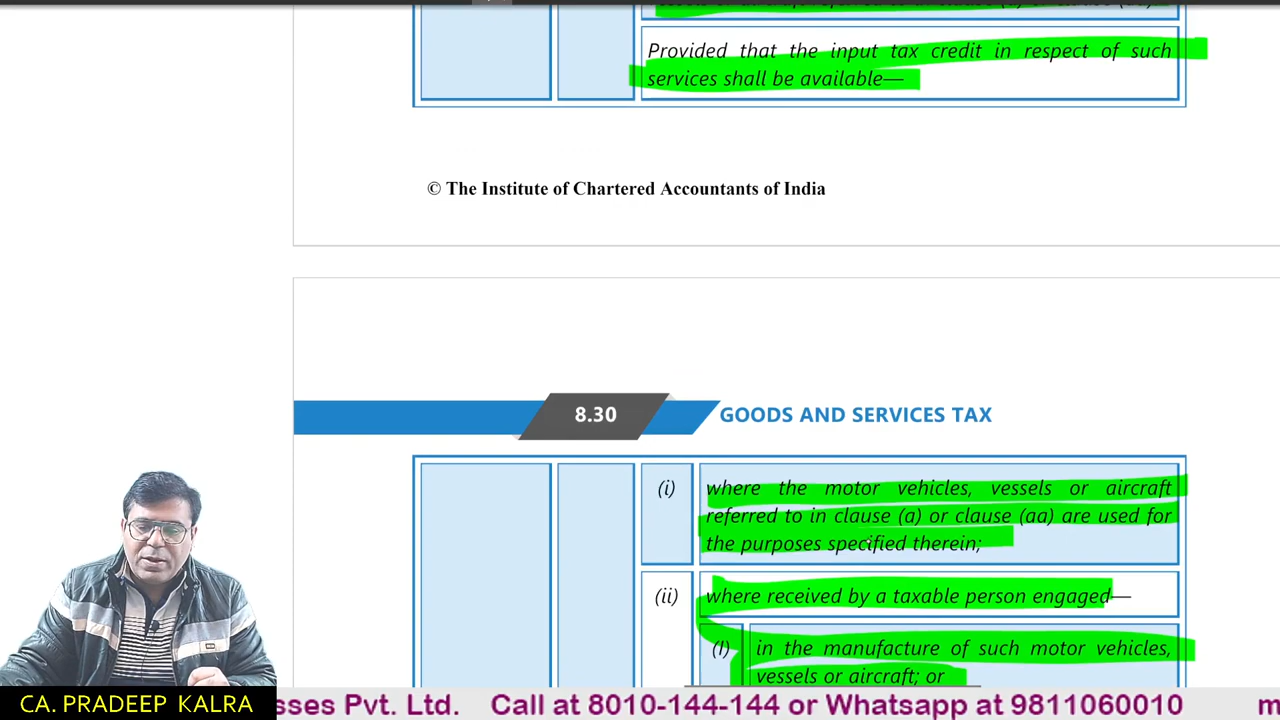 Provided that the input tax credit in respect of such
services shall be available—
© The Institute of Chartered Accountants of India
8.30
GOODS AND SERVICES TAX
(i) where the motor vehicles, vessels or aircraft
referred to in clause (a) or clause (aa) are used for
the purposes specified therein;
(ii) where received by a taxable person engaged—
(I) in the manufacture of such motor vehicles,
vessels or aircraft; or
CA. PRADEEP KALRA
sses Pvt. Ltd. Call at 8010-144-144 or Whatsapp at 9811060010 m